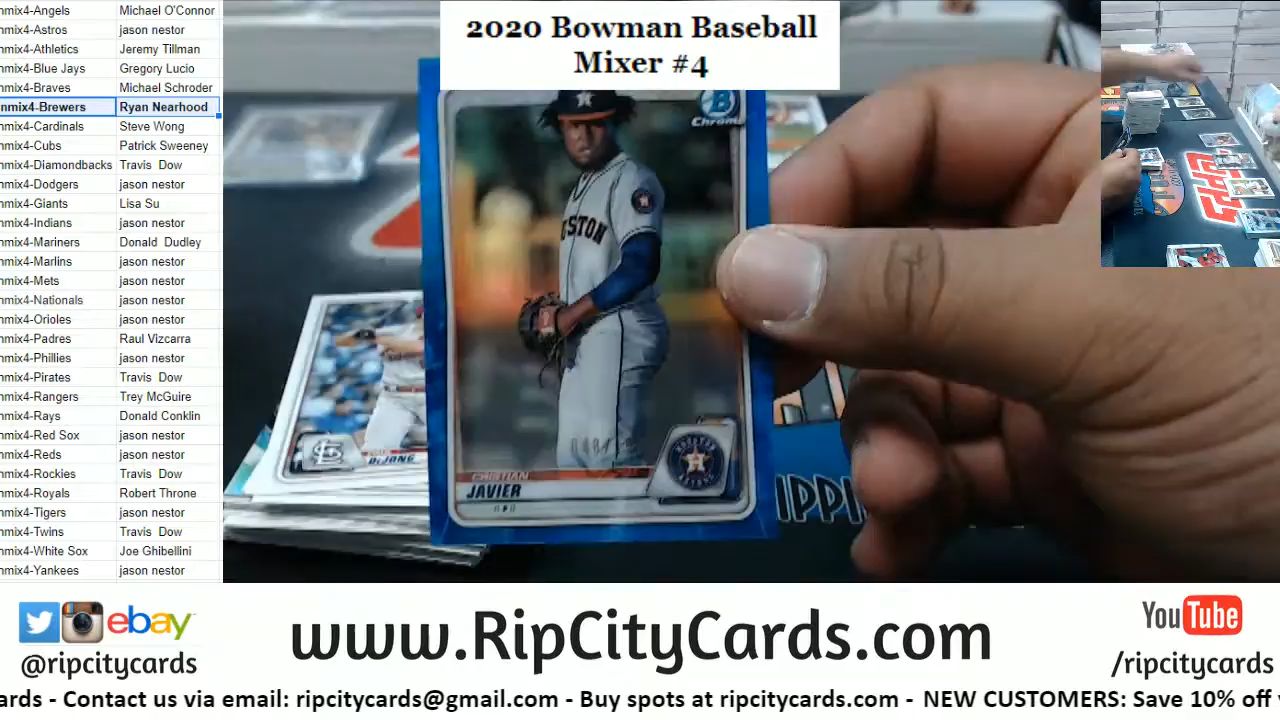 nmix4-Angels Michael O'Connor
nmix4-Astros jason nestor
nmix4-Athletics Jeremy Tillman
nmix4-Blue Jays Gregory Lucio
nmix4-Braves Michael Schroder
nmix4-Brewers Ryan Nearhood
nmix4-Cardinals Steve Wong
nmix4-Cubs Patrick Sweeney
nmix4-Diamondbacks Travis Dow
nmix4-Dodgers jason nestor
nmix4-Giants Lisa Su
nmix4-Indians jason nestor
nmix4-Mariners Donald Dudley
nmix4-Marlins jason nestor
nmix4-Mets jason nestor
nmix4-Nationals jason nestor
nmix4-Orioles jason nestor
nmix4-Padres Raul Vizcarra
nmix4-Phillies jason nestor
nmix4-Pirates Travis Dow
nmix4-Rangers Trey McGuire
nmix4-Rays Donald Conklin
nmix4-Red Sox jason nestor
nmix4-Reds jason nestor
nmix4-Rockies Travis Dow
nmix4-Royals Robert Throne
nmix4-Tigers jason nestor
nmix4-Twins Travis Dow
nmix4-White Sox Joe Ghibellini
nmix4-Yankees jason nestor
2020 Bowman Baseball
Mixer #4
B
Chrome
STON
CRISTIAN
JAVIER
HOUSTON
ASTROS
DeJONG
IPPI
ebay
@ripcitycards
www.RipCityCards.com
YouTube
/ripcitycards
ards - Contact us via email: ripcitycards@gmail.com - Buy spots at ripcitycards.com - NEW CUSTOMERS: Save 10% off